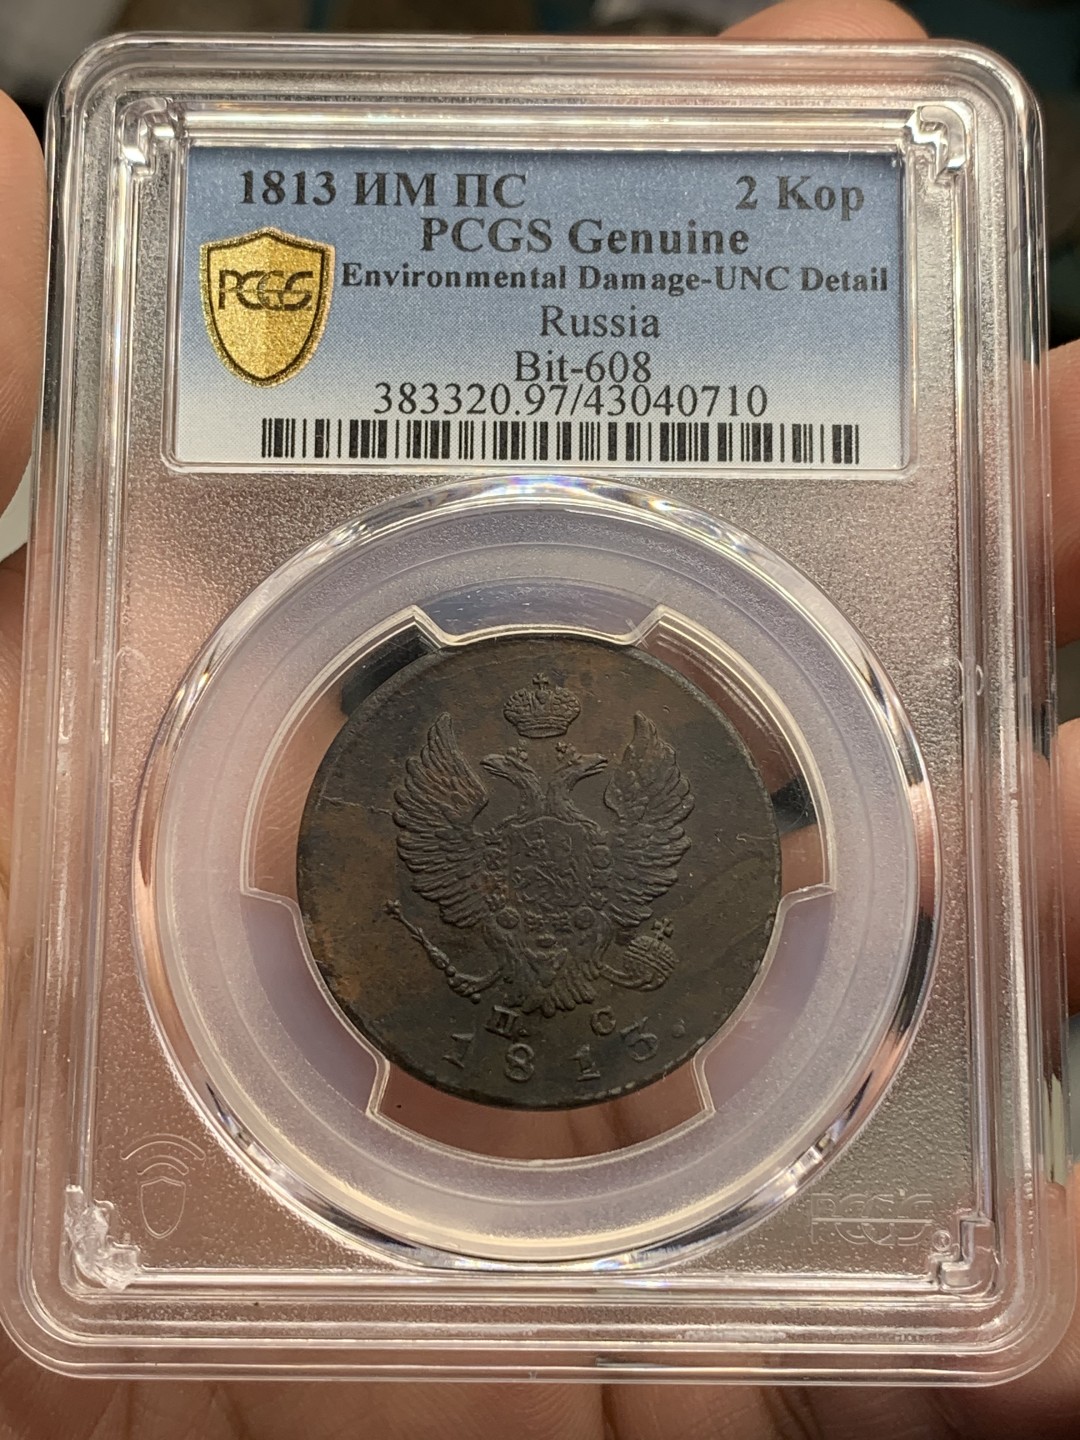 1813 ИМ ПС 2 Kop
PCGS Genuine
PCGS
Environmental Damage-UNC Detail
Russia
Bit-608
383320.97/43040710
П. С
1813.
PCGS